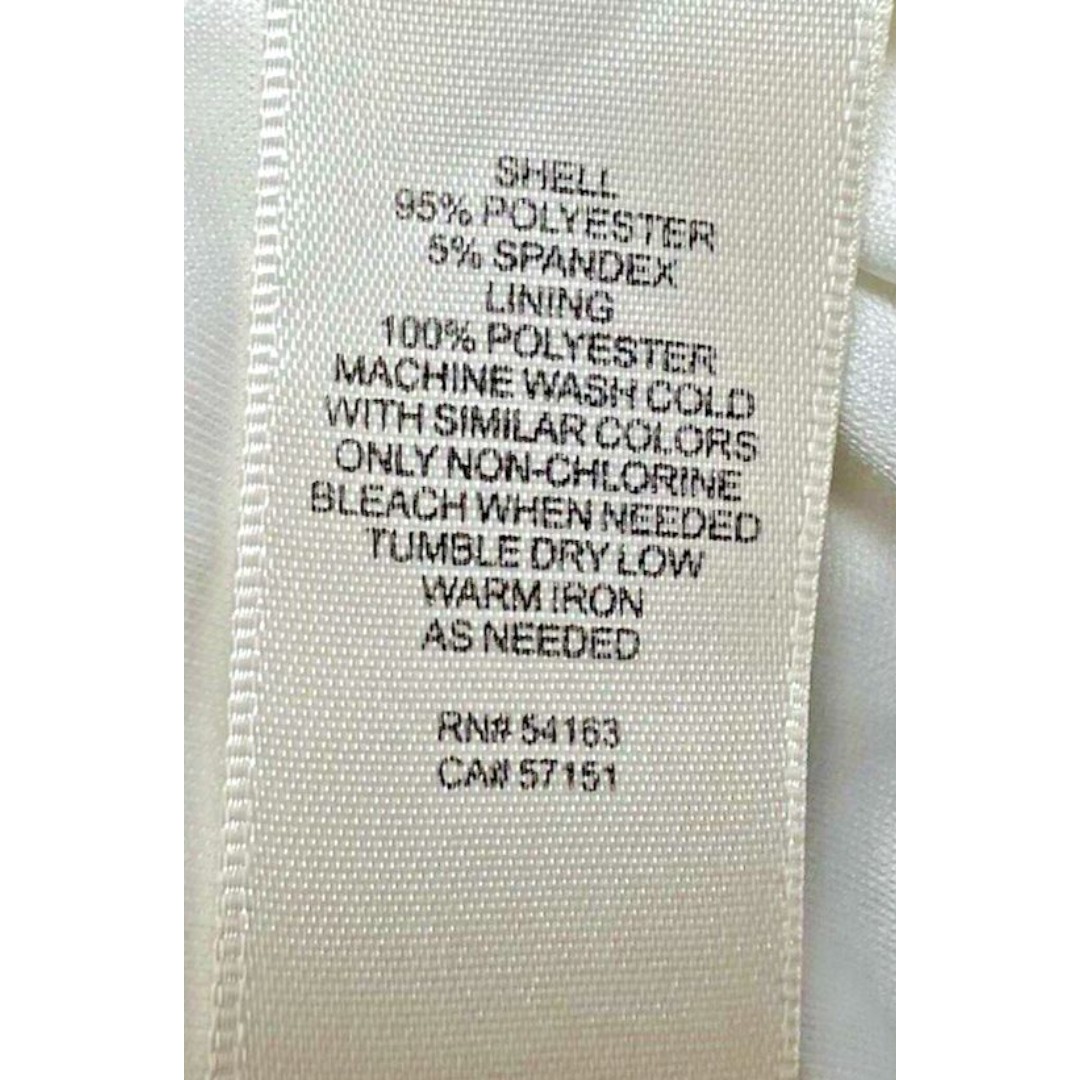 SHELL
95% POLYESTER
5% SPANDEX
LINING
100% POLYESTER
MACHINE WASH COLD
WITH SIMILAR COLORS
ONLY NON-CHLORINE
BLEACH WHEN NEEDED
TUMBLE DRY LOW
WARM IRON
AS NEEDED
RN# 54163
CA# 57151